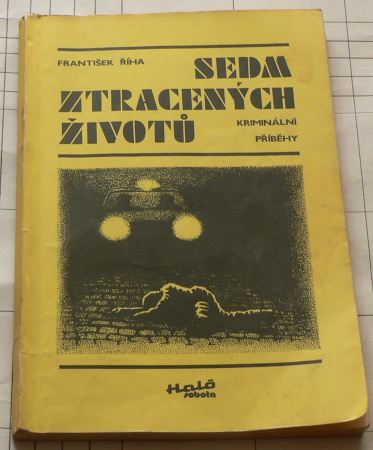 FRANTIŠEK ŘÍHA
SEDM
ZTRACENÝCH
ŽIVOTŮ
KRIMINÁLNÍ
PŘÍBĚHY
Haló
sobota